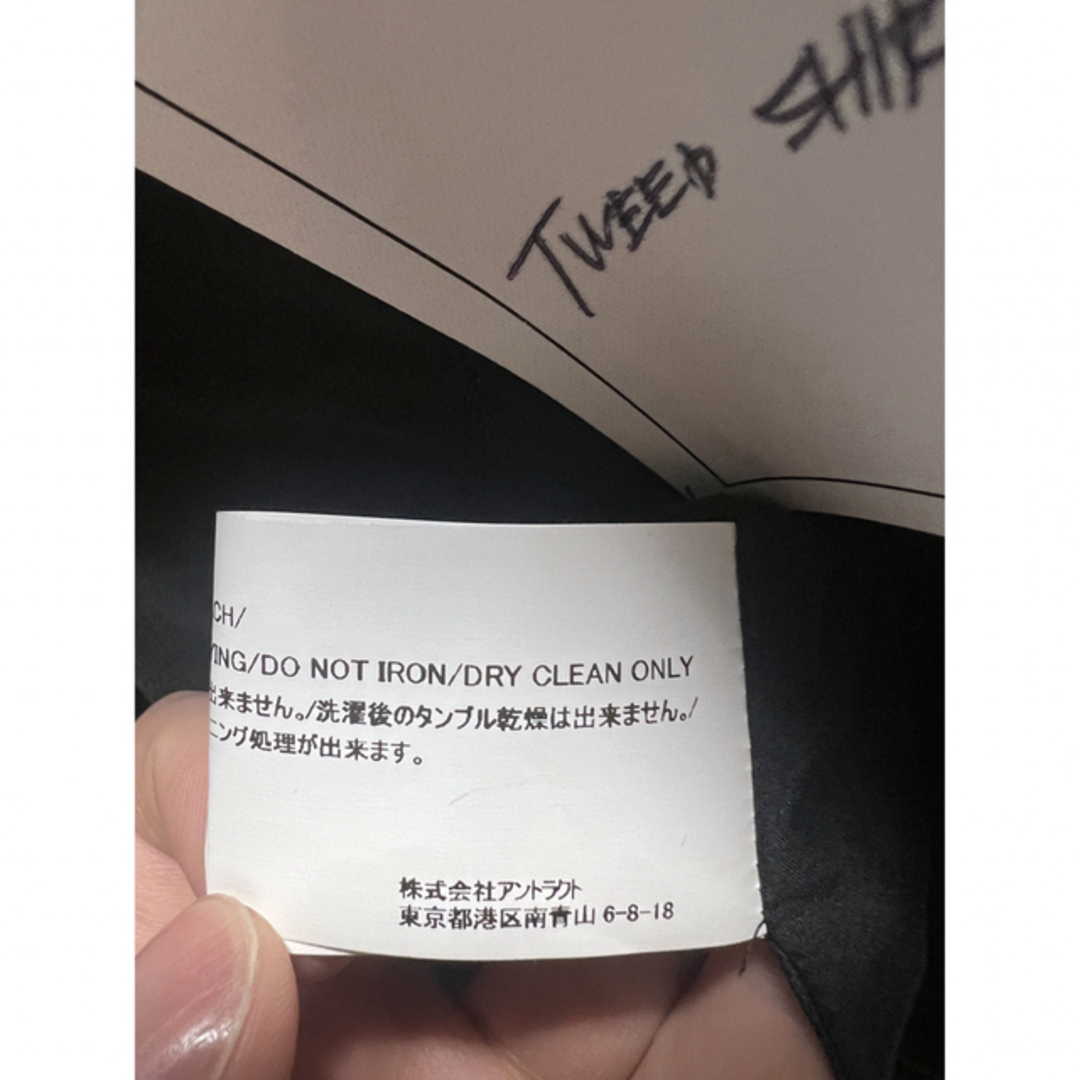 TWEED SHIR
CH/
YING/DO NOT IRON/DRY CLEAN ONLY
出来ません。/洗濯後のタンブル乾燥は出来ません。/
ニング処理が出来ます。
株式会社アントラクト
東京都港区南青山 6-8-18